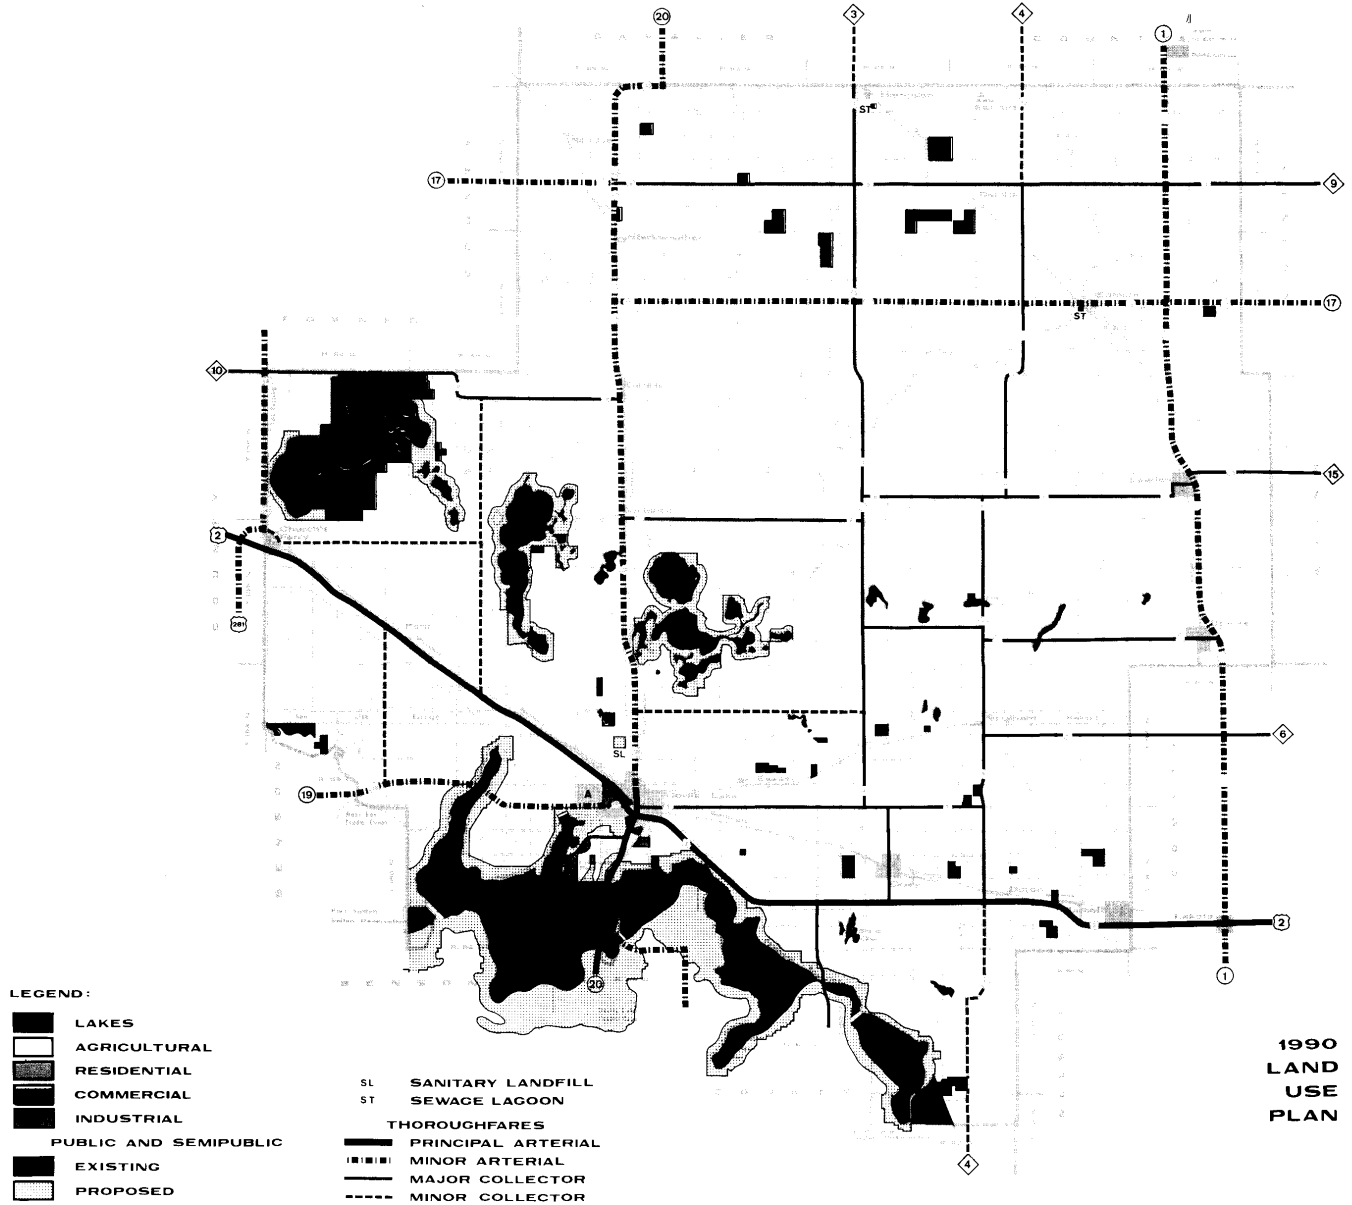 20
3
4
1
ST
17
9
17
ST
10
15
2
281
6
SL
19
A
2
20
1
4
LEGEND:
LAKES
AGRICULTURAL
RESIDENTIAL
COMMERCIAL
INDUSTRIAL
PUBLIC AND SEMIPUBLIC
EXISTING
PROPOSED
SL SANITARY LANDFILL
ST SEWAGE LAGOON
THOROUGHFARES
PRINCIPAL ARTERIAL
MINOR ARTERIAL
MAJOR COLLECTOR
MINOR COLLECTOR
1990
LAND
USE
PLAN